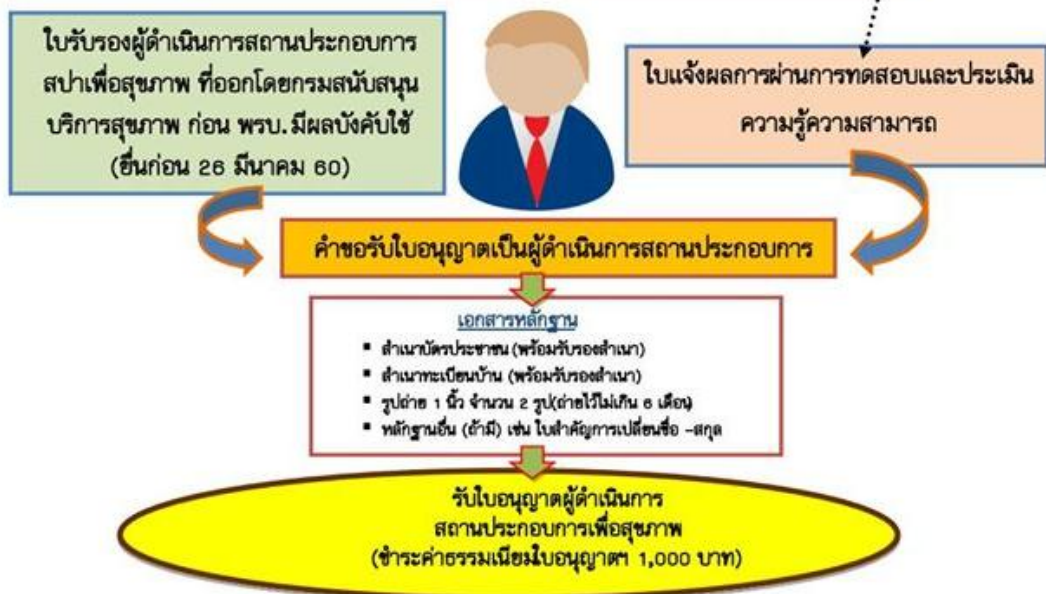 ใบรับรองผู้ดำเนินการสถานประกอบการ
สปาเพื่อสุขภาพ ที่ออกโดยกรมสนับสนุน
บริการสุขภาพ ก่อน พรบ. มีผลบังคับใช้
(ยื่นก่อน 26 มีนาคม 60)
ใบแจ้งผลการผ่านการทดสอบและประเมิน
ความรู้ความสามารถ
คำขอรับใบอนุญาตเป็นผู้ดำเนินการสถานประกอบการ
เอกสารหลักฐาน
▪ สำเนาบัตรประชาชน (พร้อมรับรองสำเนา)
▪ สำเนาทะเบียนบ้าน (พร้อมรับรองสำเนา)
▪ รูปถ่าย 1 นิ้ว จำนวน 2 รูป(ถ่ายไว้ไม่เกิน 6 เดือน)
▪ หลักฐานอื่น (ถ้ามี) เช่น ใบสำคัญการเปลี่ยนชื่อ -สกุล
รับใบอนุญาตผู้ดำเนินการ
สถานประกอบการเพื่อสุขภาพ
(ชำระค่าธรรมเนียมใบอนุญาตฯ 1,000 บาท)